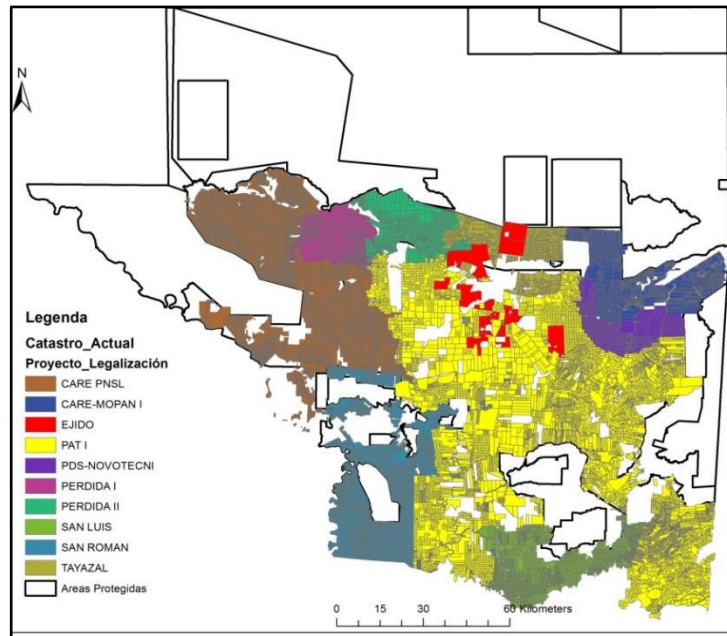 N
Legenda
Catastro_Actual
Proyecto_Legalización
CARE PNSL
CARE-MOPAN I
EJIDO
PAT I
PDS-NOVOTECNI
PERDIDA I
PERDIDA II
SAN LUIS
SAN ROMAN
TAYAZAL
Areas Protegidas
0 15 30 60 Kilometers